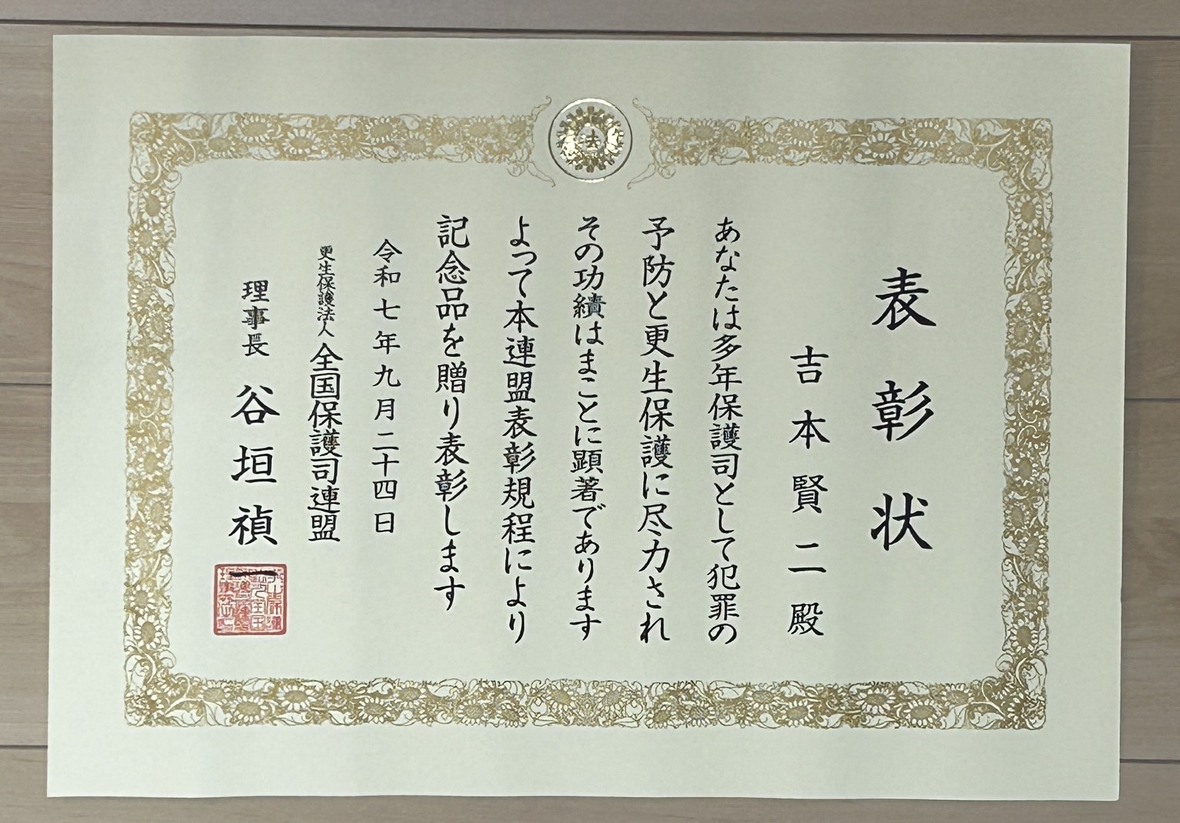 表彰状
吉本賢二殿
あなたは多年保護司として犯罪の
予防と更生保護に尽力され
その功績はまことに顕著であります
よって本連盟表彰規程により
記念品を贈り表彰します
令和七年九月二十四日
更生保護法人 全国保護司連盟
理事長 谷垣禎一